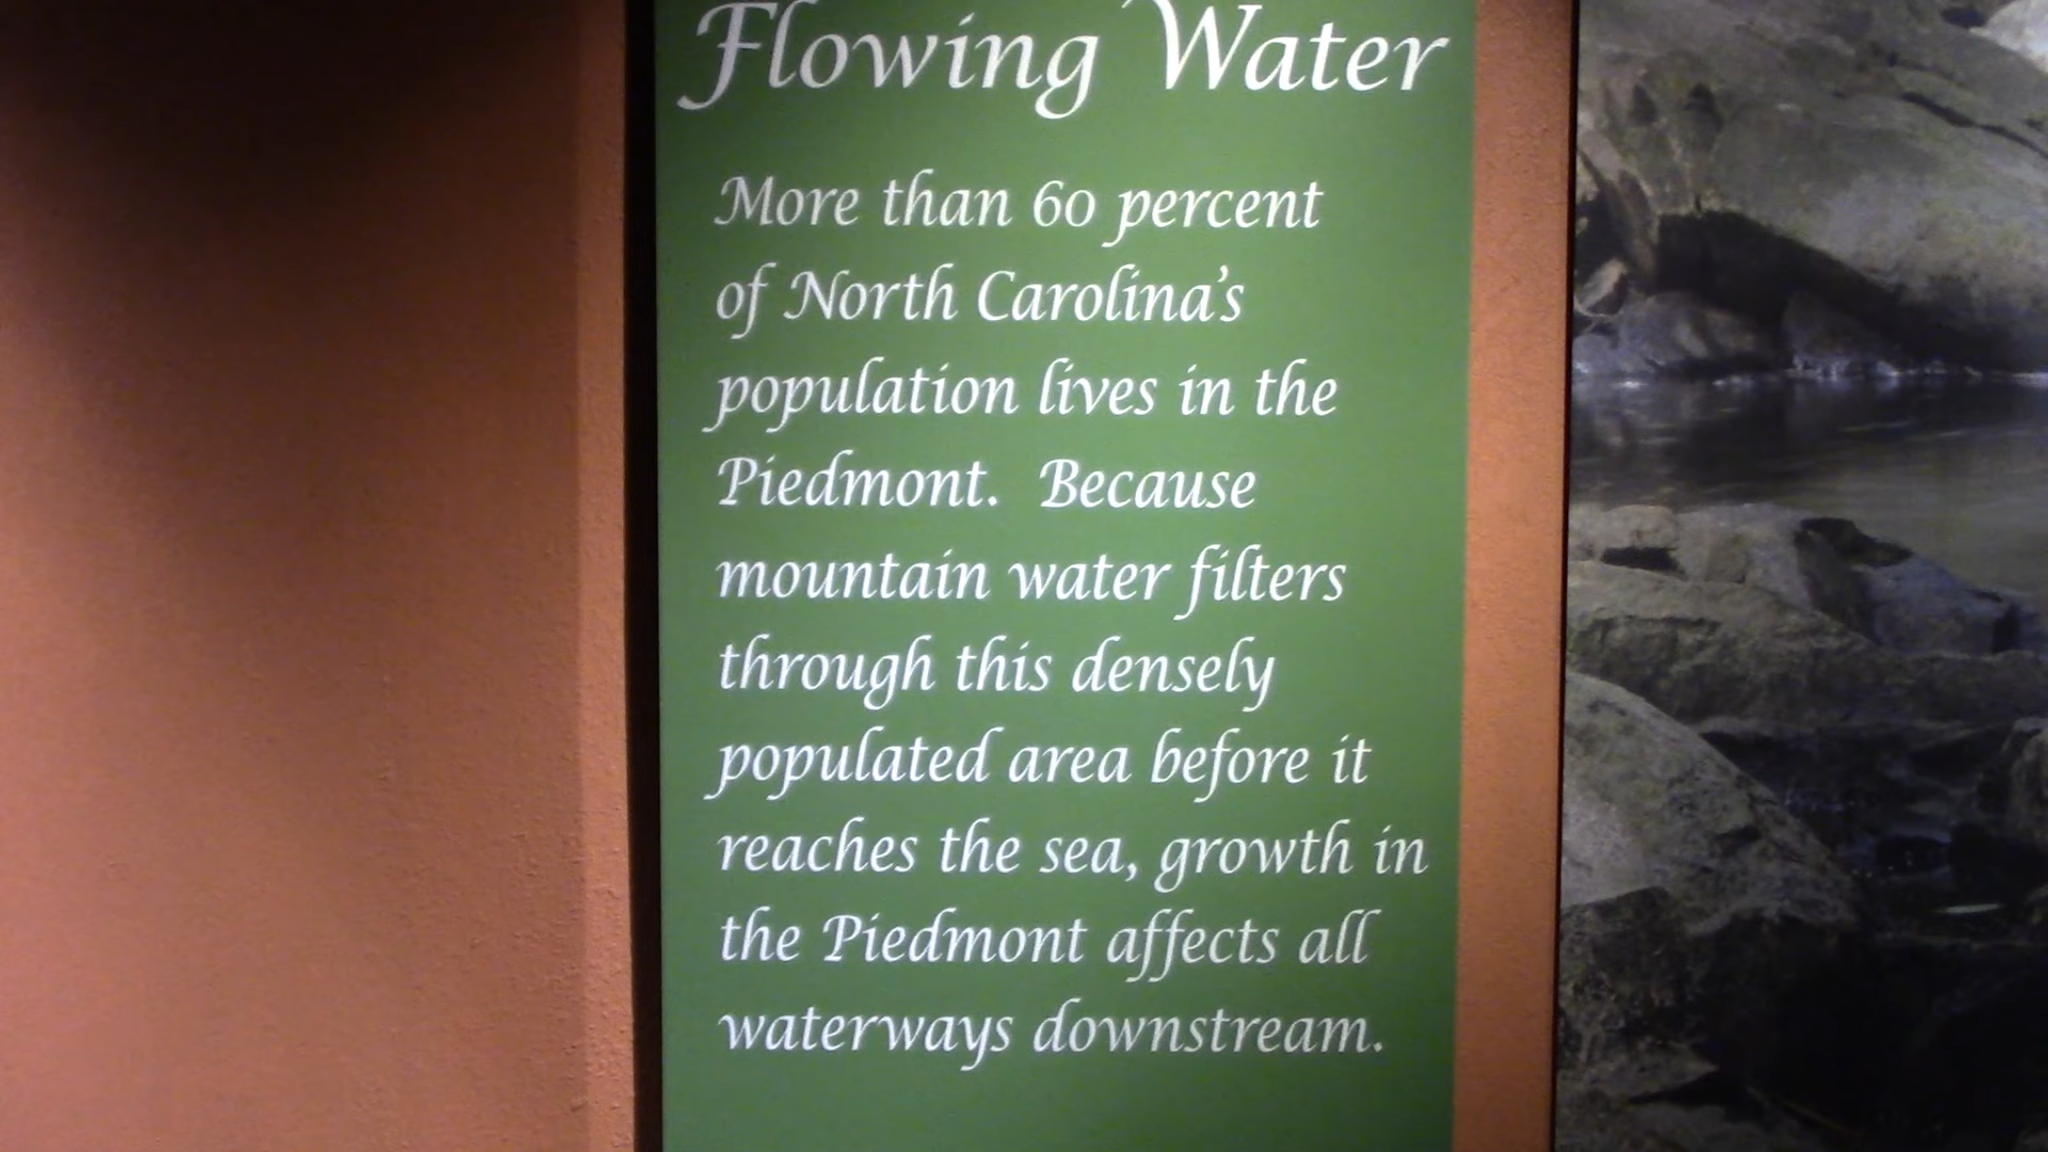 Flowing Water
More than 60 percent
of North Carolina's
population lives in the
Piedmont.  Because
mountain water filters
through this densely
populated area before it
reaches the sea, growth in
the Piedmont affects all
waterways downstream.